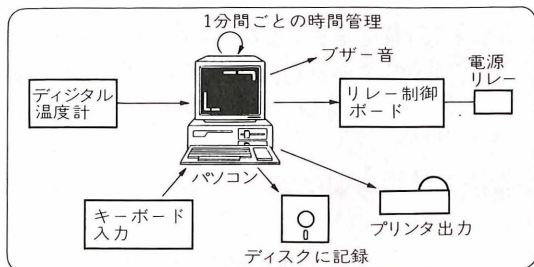 1分間ごとの時間管理
ブザー音
電源
リレー
ディジタル
温度計
リレー制御
ボード
パソコン
キーボード
入力
プリンタ出力
ディスクに記録